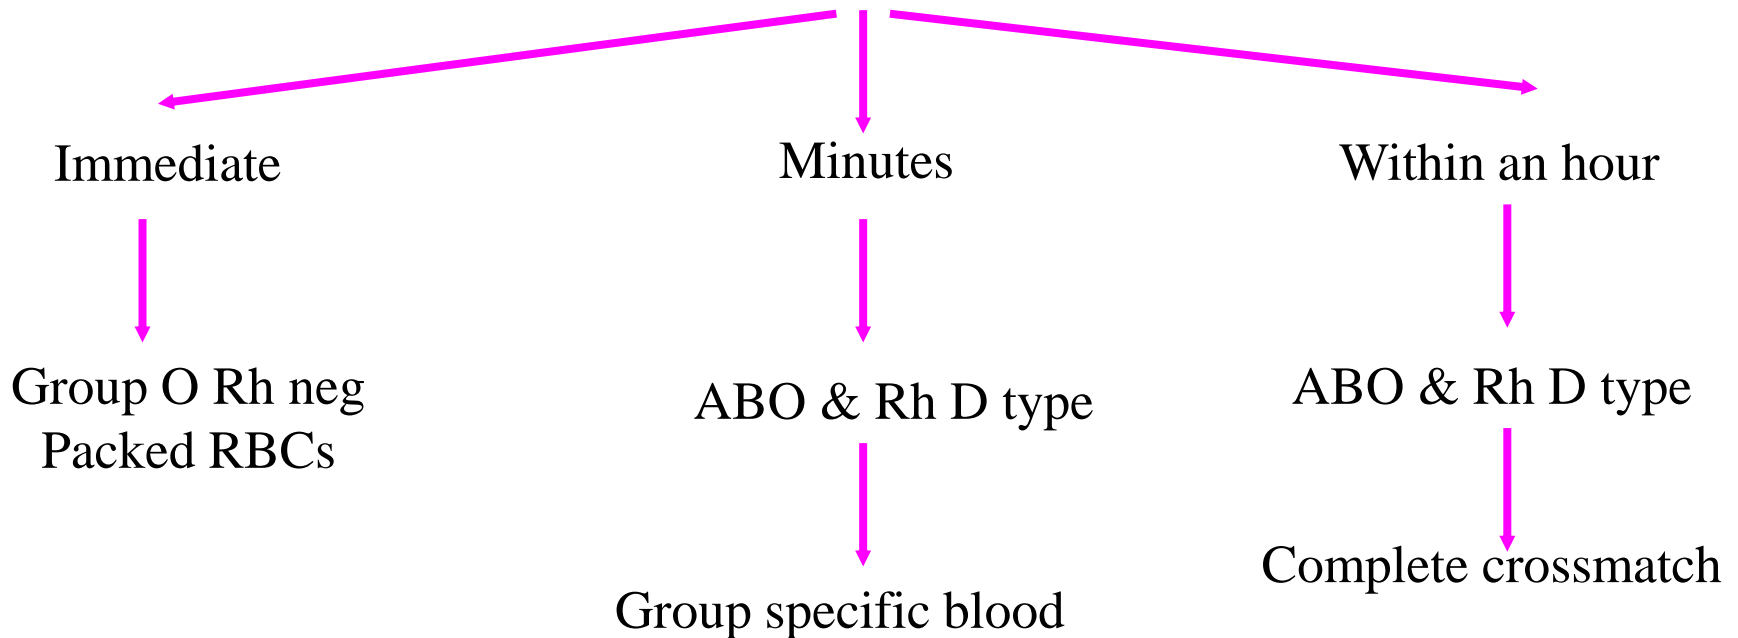 Immediate
Minutes
Within an hour
Group O Rh neg
Packed RBCs
ABO & Rh D type
ABO & Rh D type
Group specific blood
Complete crossmatch